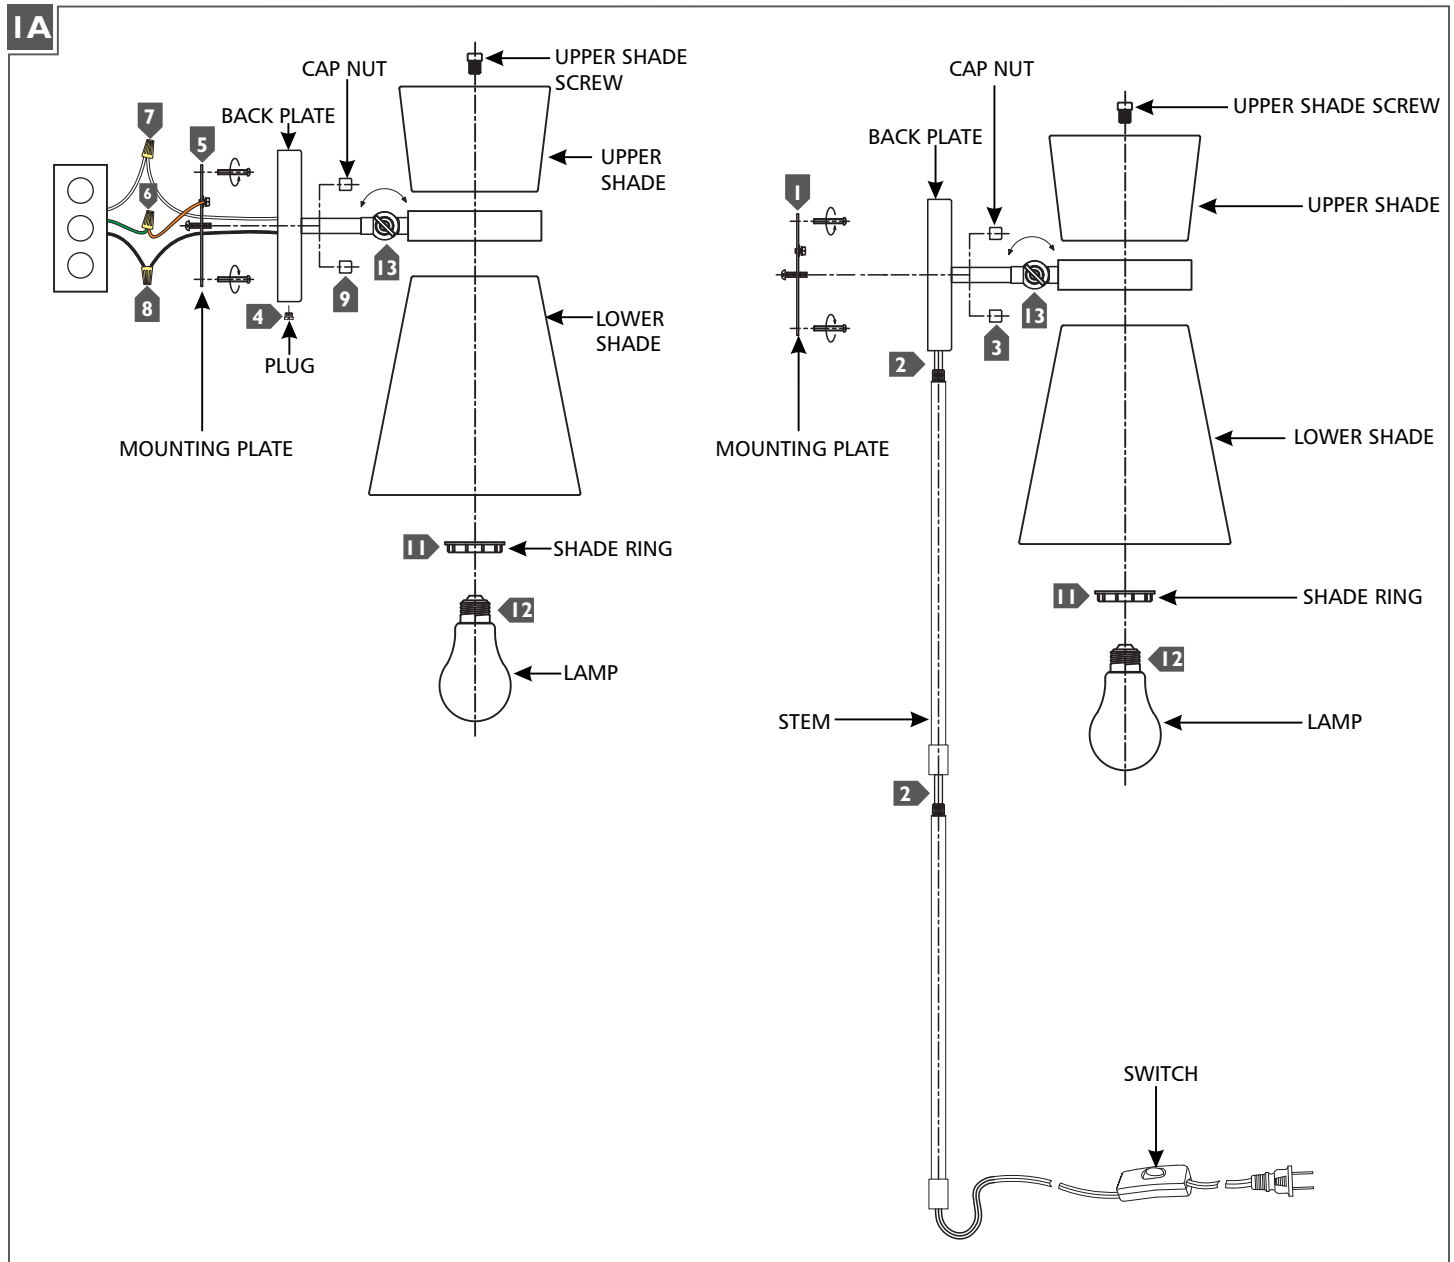 1A
UPPER SHADE
SCREW
CAP NUT
BACK PLATE
7
5
6
UPPER
SHADE
13
9
8
4
PLUG
LOWER
SHADE
MOUNTING PLATE
11
SHADE RING
12
LAMP
CAP NUT
UPPER SHADE SCREW
BACK PLATE
1
UPPER SHADE
13
3
2
MOUNTING PLATE
LOWER SHADE
11
SHADE RING
12
STEM
LAMP
2
SWITCH